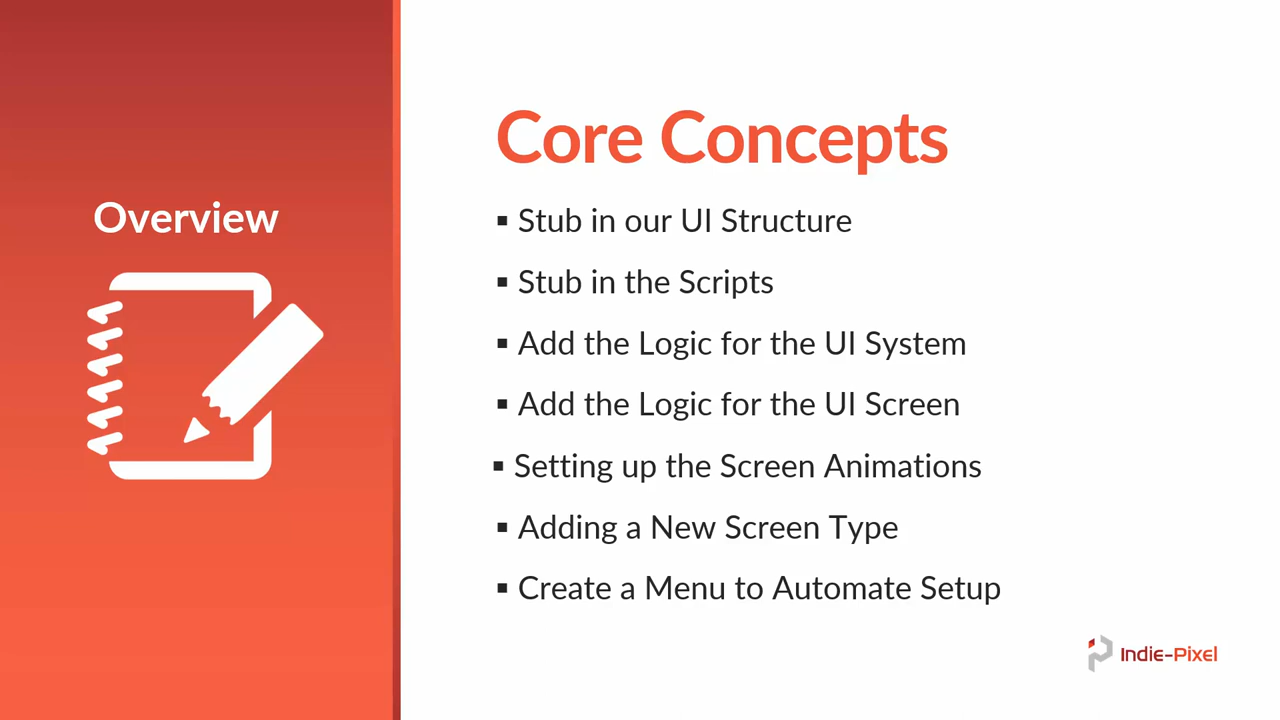 Overview
Core Concepts
▪ Stub in our UI Structure
▪ Stub in the Scripts
▪ Add the Logic for the UI System
▪ Add the Logic for the UI Screen
▪ Setting up the Screen Animations
▪ Adding a New Screen Type
▪ Create a Menu to Automate Setup
Indie-Pixel